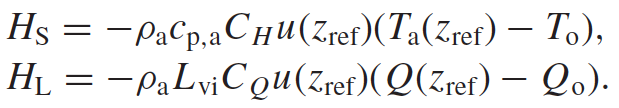 H_S = −ρ_a c_{p,a} C_H u(z_ref)(T_a(z_ref) − T_o),
H_L = −ρ_a L_vi C_Q u(z_ref)(Q(z_ref) − Q_o).